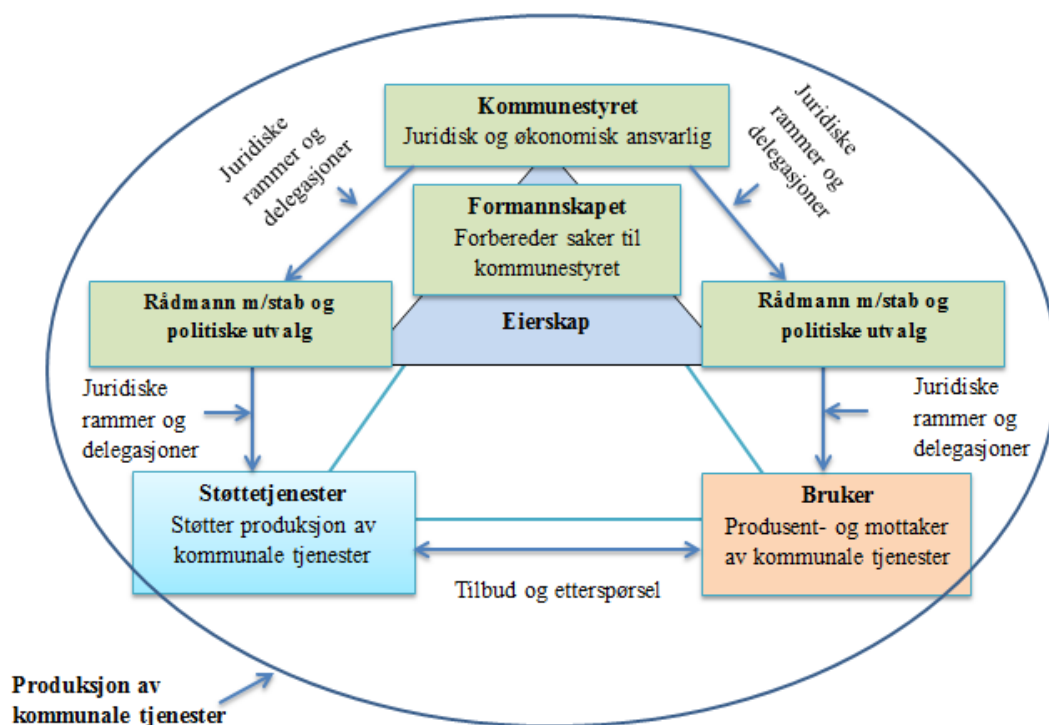 Kommunestyret
Juridisk og økonomisk ansvarlig
Juridiske
rammer og
delegasjoner
Juridiske
rammer og
delegasjoner
Formannskapet
Forbereder saker til
kommunestyret
Rådmann m/stab og
politiske utvalg
Eierskap
Rådmann m/stab og
politiske utvalg
Juridiske
rammer og
delegasjoner
Juridiske
rammer og
delegasjoner
Støttetjenester
Støtter produksjon av
kommunale tjenester
Bruker
Produsent- og mottaker
av kommunale tjenester
Tilbud og etterspørsel
Produksjon av
kommunale tjenester